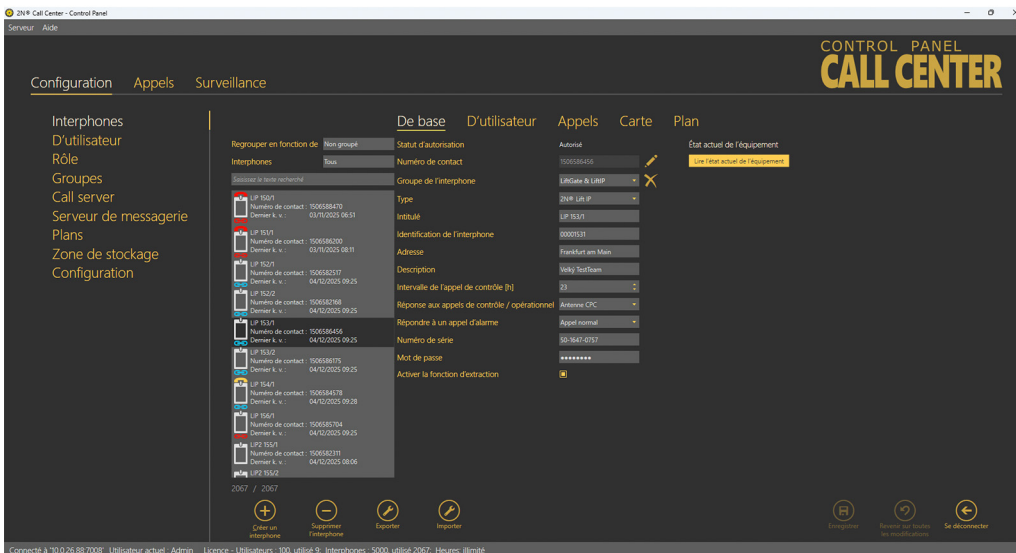 2N® Call Center - Control Panel
Serveur Aide
CONTROL PANEL
CALL CENTER
Configuration Appels Surveillance
Interphones
D'utilisateur
Rôle
Groupes
Call server
Serveur de messagerie
Plans
Zone de stockage
Configuration
Regrouper en fonction de Non groupé
Interphones Tous
Saisissez le texte recherché
LIP 150/1
Numéro de contact : 1506588470
Dernier k. v. : 03/11/2025 06:51
LIP 151/1
Numéro de contact : 1506586200
Dernier k. v. : 03/11/2025 08:11
LIP 152/1
Numéro de contact : 1506582517
Dernier k. v. : 04/12/2025 09:25
LIP 152/2
Numéro de contact : 1506582168
Dernier k. v. : 04/12/2025 09:25
LIP 153/1
Numéro de contact : 1506586456
Dernier k. v. : 04/12/2025 09:25
LIP 153/2
Numéro de contact : 1506586175
Dernier k. v. : 04/12/2025 09:25
LIP 154/1
Numéro de contact : 1506584578
Dernier k. v. : 04/12/2025 09:28
LIP 156/1
Numéro de contact : 1506585704
Dernier k. v. : 04/12/2025 09:25
LIP2 155/1
Numéro de contact : 1506582311
Dernier k. v. : 04/12/2025 08:06
LIP2 155/2
2067 / 2067
De base D'utilisateur Appels Carte Plan
Statut d'autorisation Autorisé
Numéro de contact 1506586456
Groupe de l'interphone LiftGate & LiftIP
Type 2N® Lift IP
Intitulé LIP 153/1
Identification de l'interphone 00001531
Adresse Frankfurt am Main
Description Velký TestTeam
Intervalle de l'appel de contrôle [h] 23
Réponse aux appels de contrôle / opérationnel Antenne CPC
Répondre à un appel d'alarme Appel normal
Numéro de série 50-1647-0757
Mot de passe ●●●●●●●●
Activer la fonction d'extraction
État actuel de l'équipement
Lire l'état actuel de l'équipement
Créer un interphone
Supprimer l'interphone
Exporter
Importer
Enregistrer
Revenir sur toutes les modifications
Se déconnecter
Connecté à '10.0.26.88:7008' Utilisateur actuel : Admin Licence - Utilisateurs : 100, utilisé 9; Interphones : 5000, utilisé 2067; Heures: illimité